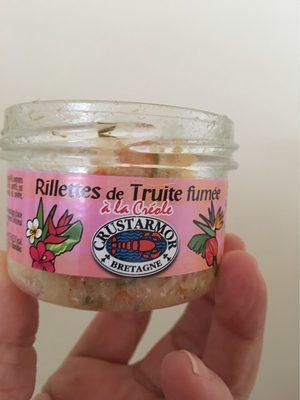 Rillettes de Truite fumée
à la Créole
CRUSTARMOR
BRETAGNE